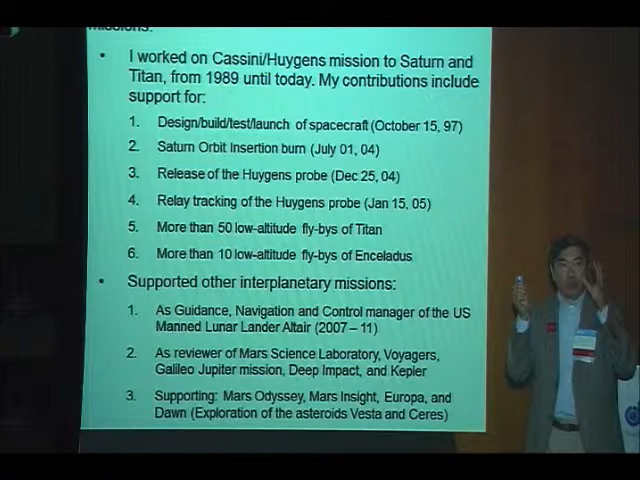 missions:
• I worked on Cassini/Huygens mission to Saturn and
Titan, from 1989 until today. My contributions include
support for:
1. Design/build/test/launch of spacecraft (October 15, 97)
2. Saturn Orbit Insertion burn (July 01, 04)
3. Release of the Huygens probe (Dec 25, 04)
4. Relay tracking of the Huygens probe (Jan 15, 05)
5. More than 50 low-altitude fly-bys of Titan
6. More than 10 low-altitude fly-bys of Enceladus
• Supported other interplanetary missions:
1. As Guidance, Navigation and Control manager of the US
Manned Lunar Lander Altair (2007 – 11)
2. As reviewer of Mars Science Laboratory, Voyagers,
Galileo Jupiter mission, Deep Impact, and Kepler
3. Supporting: Mars Odyssey, Mars Insight, Europa, and
Dawn (Exploration of the asteroids Vesta and Ceres)